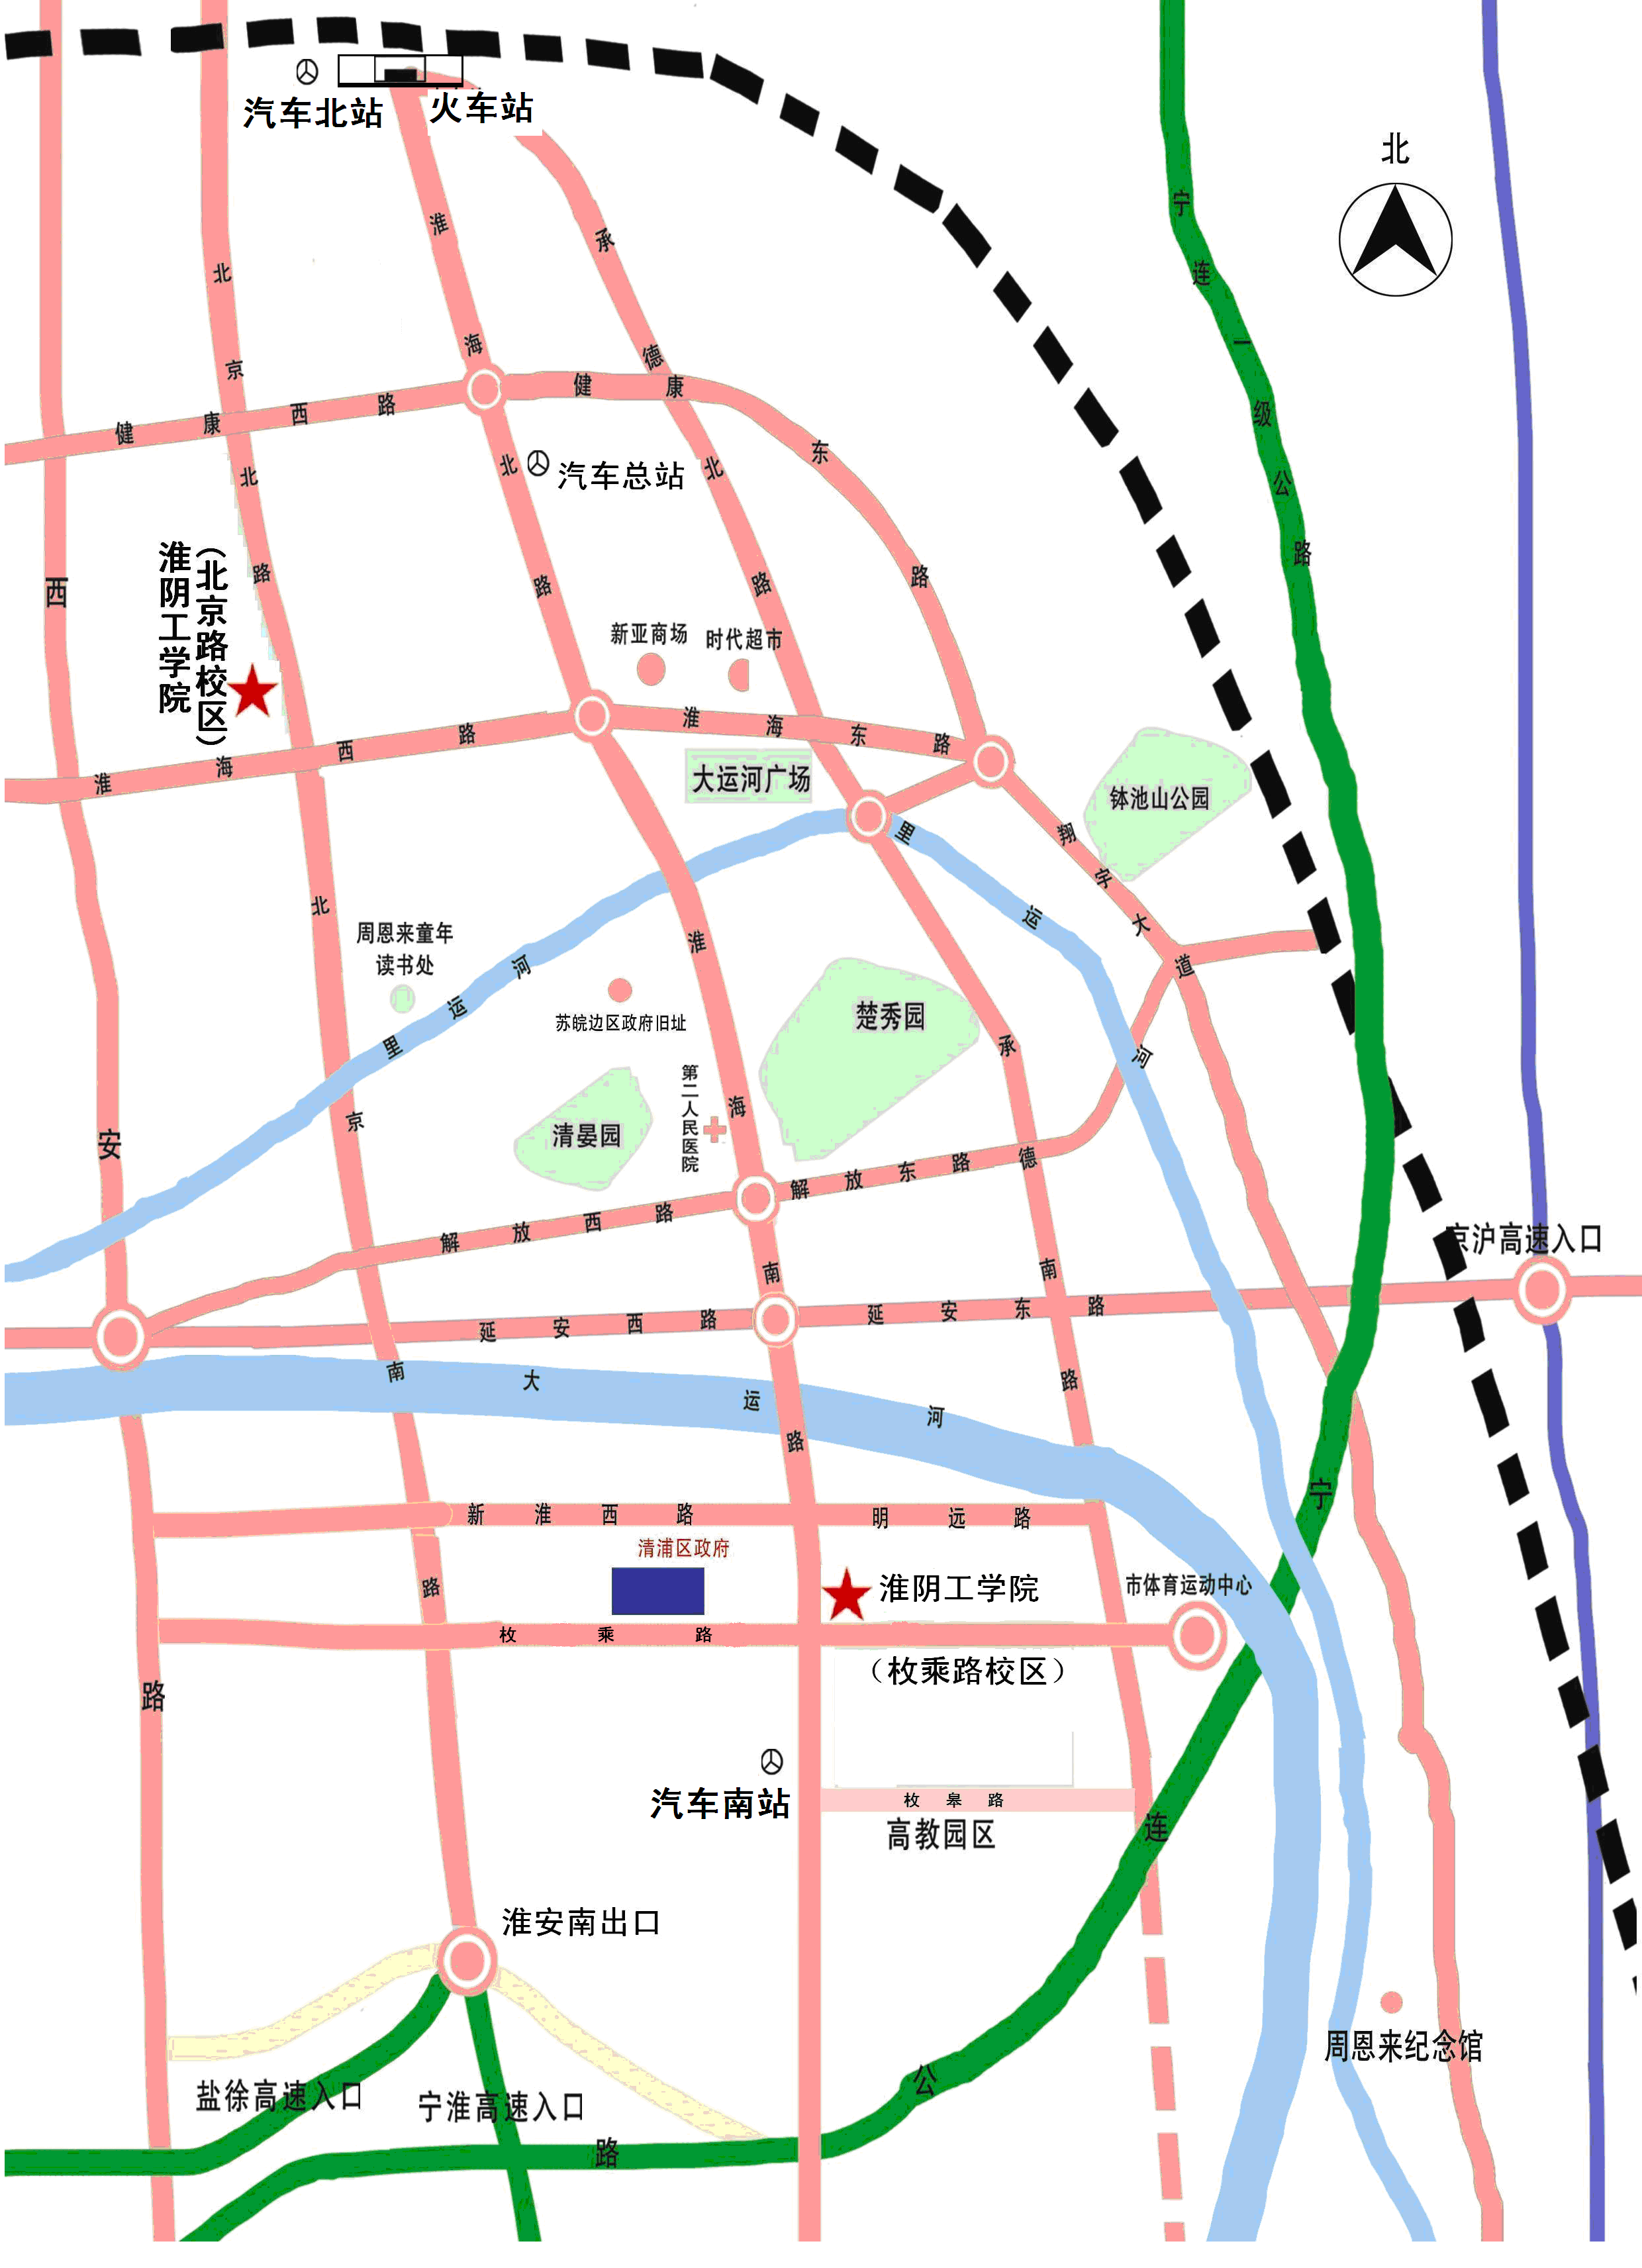 北
汽车北站
火车站
宁连一级公路
淮海北路
承德北路
北京北路
健康西路
健康东路
汽车总站
西安路
淮阴工学院
（北京路校区）
新亚商场
时代超市
淮海西路
淮海东路
大运河广场
钵池山公园
翔宇大道
里运河
周恩来童年
读书处
里运河
苏皖边区政府旧址
楚秀园
清晏园
第二人民医院
淮海南路
承德南路
北京南路
解放西路
解放东路
京沪高速入口
延安西路
延安东路
大运河
新淮西路
明远路
清浦区政府
淮阴工学院
（枚乘路校区）
市体育运动中心
枚乘路
汽车南站
枚皋路
高教园区
宁连公路
淮安南出口
周恩来纪念馆
盐徐高速入口
宁淮高速入口